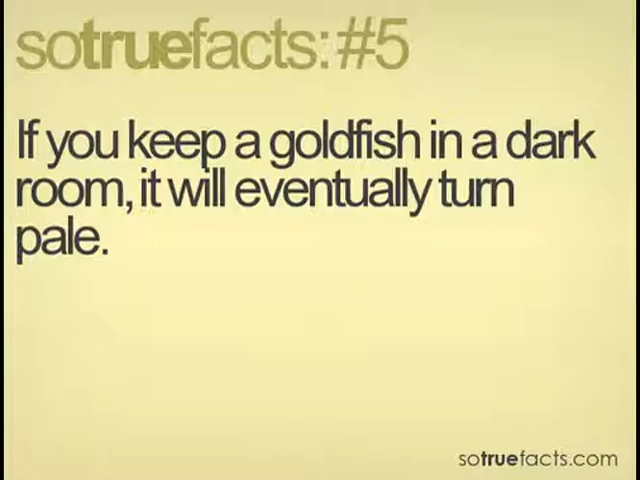 sotruefacts: #5
If you keep a goldfish in a dark
room, it will eventually turn
pale.
sotruefacts.com